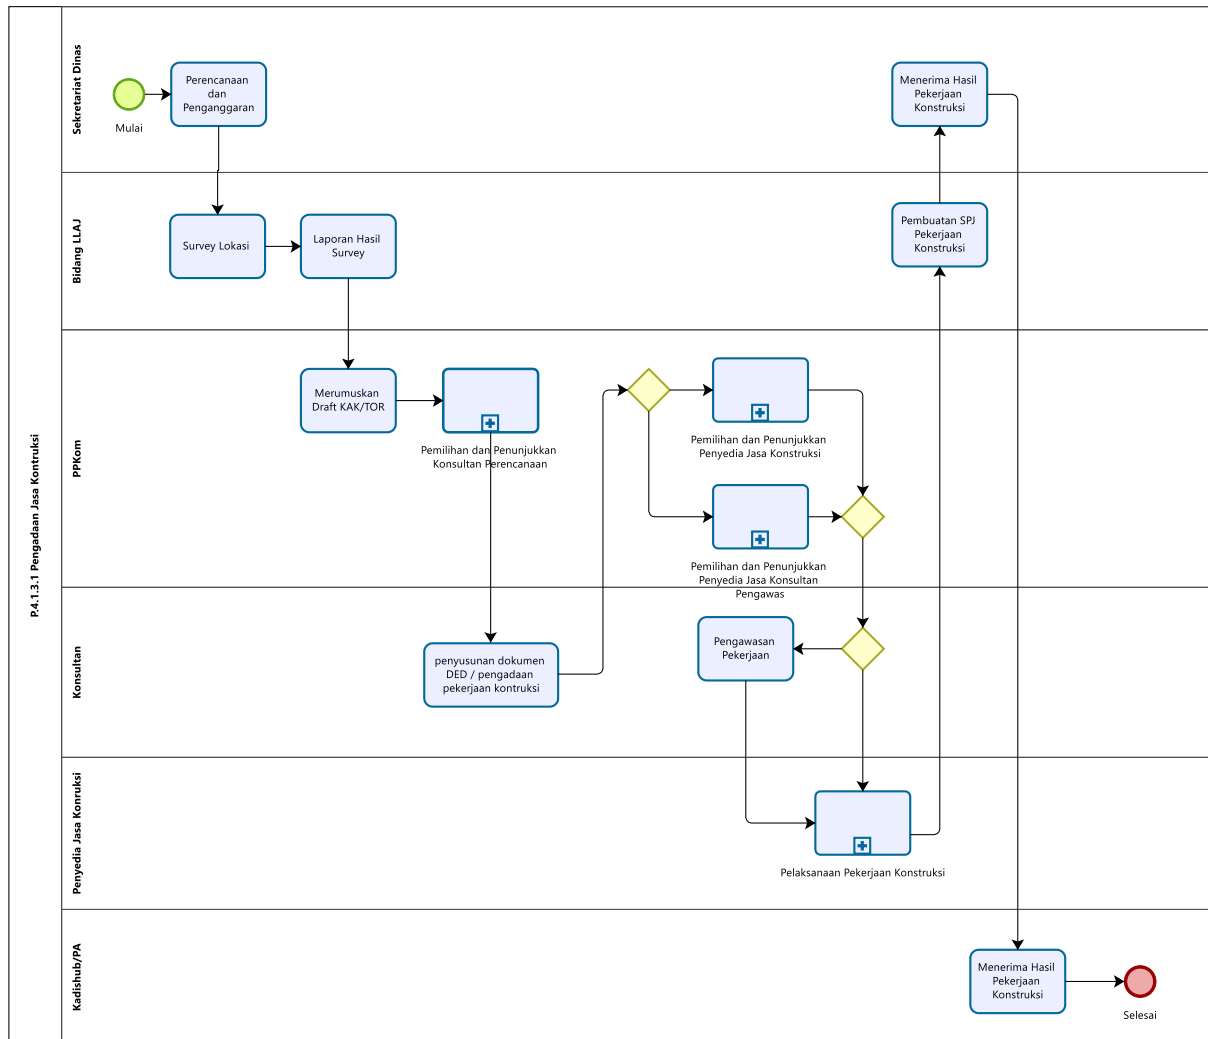 P.4.1.3.1 Pengadaan Jasa Kontruksi
Sekretariat Dinas
Mulai
Perencanaan
dan
Penganggaran
Menerima Hasil
Pekerjaan
Konstruksi
Bidang LLAJ
Survey Lokasi
Laporan Hasil
Survey
Pembuatan SPJ
Pekerjaan
Konstruksi
PPKom
Merumuskan
Draft KAK/TOR
Pemilihan dan Penunjukkan
Konsultan Perencanaan
Pemilihan dan Penunjukkan
Penyedia Jasa Konstruksi
Pemilihan dan Penunjukkan
Penyedia Jasa Konsultan
Pengawas
Konsultan
penyusunan dokumen
DED / pengadaan
pekerjaan kontruksi
Pengawasan
Pekerjaan
Penyedia Jasa Konruksi
Pelaksanaan Pekerjaan Konstruksi
Kadishub/PA
Menerima Hasil
Pekerjaan
Konstruksi
Selesai